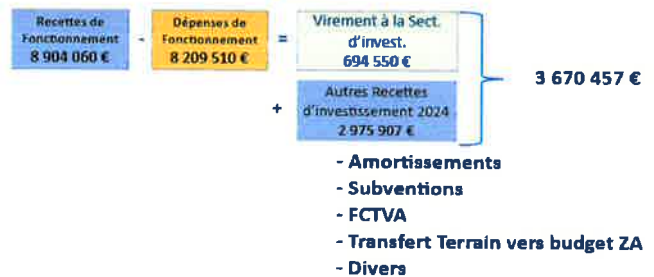 Recettes de
Fonctionnement
8 904 060 €
-
Dépenses de
Fonctionnement
8 209 510 €
=
Virement à la Sect.
d'invest.
694 550 €
+
Autres Recettes
d'investissement 2024
2 975 907 €
3 670 457 €
- Amortissements
- Subventions
- FCTVA
- Transfert Terrain vers budget ZA
- Divers